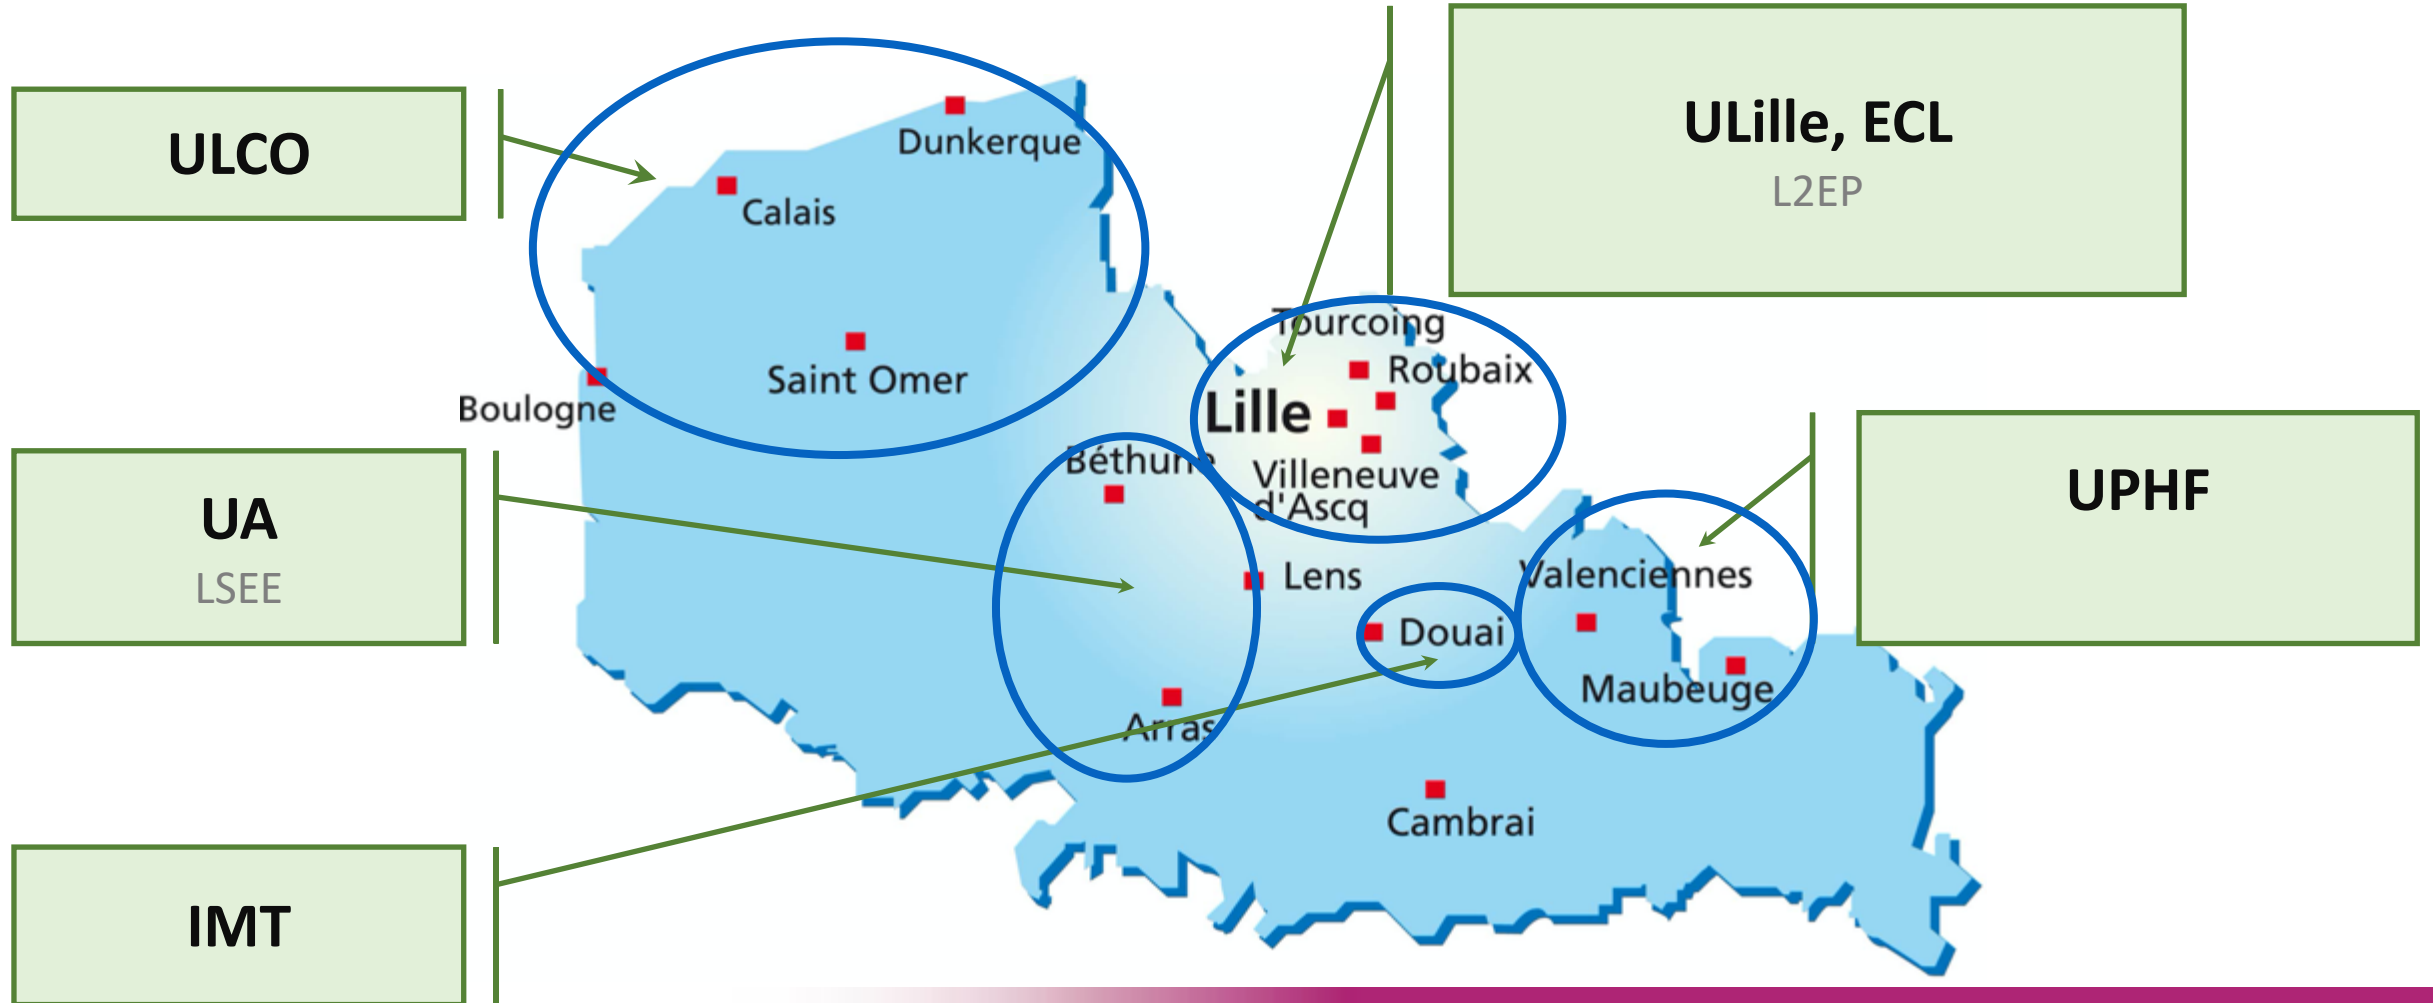 ULCO
ULille, ECL
L2EP
Dunkerque
Calais
Tourcoing
Roubaix
Saint Omer
Boulogne
Lille
Béthune
Villeneuve
d'Ascq
UA
LSEE
UPHF
Lens
Valenciennes
Douai
Maubeuge
Arras
Cambrai
IMT